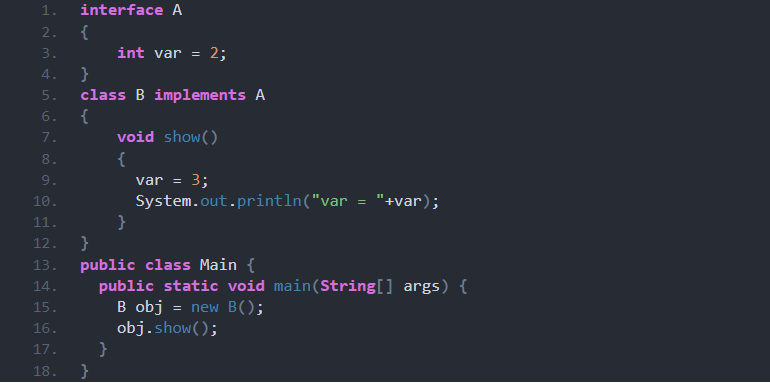 1. interface A
2. {
3. int var = 2;
4. }
5. class B implements A
6. {
7. void show()
8. {
9. var = 3;
10. System.out.println("var = "+var);
11. }
12. }
13. public class Main {
14. public static void main(String[] args) {
15. B obj = new B();
16. obj.show();
17. }
18. }